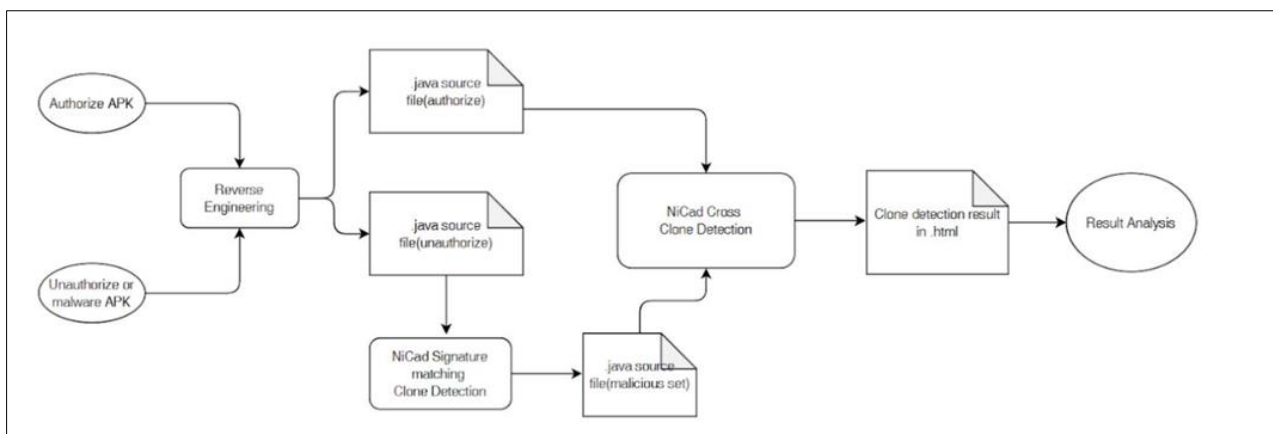 Authorize APK
Unauthorize or
malware APK
Reverse
Engineering
.java source
file(authorize)
.java source
file(unauthorize)
NiCad Signature
matching
Clone Detection
.java source
file(malicious set)
NiCad Cross
Clone Detection
Clone detection result
in .html
Result Analysis